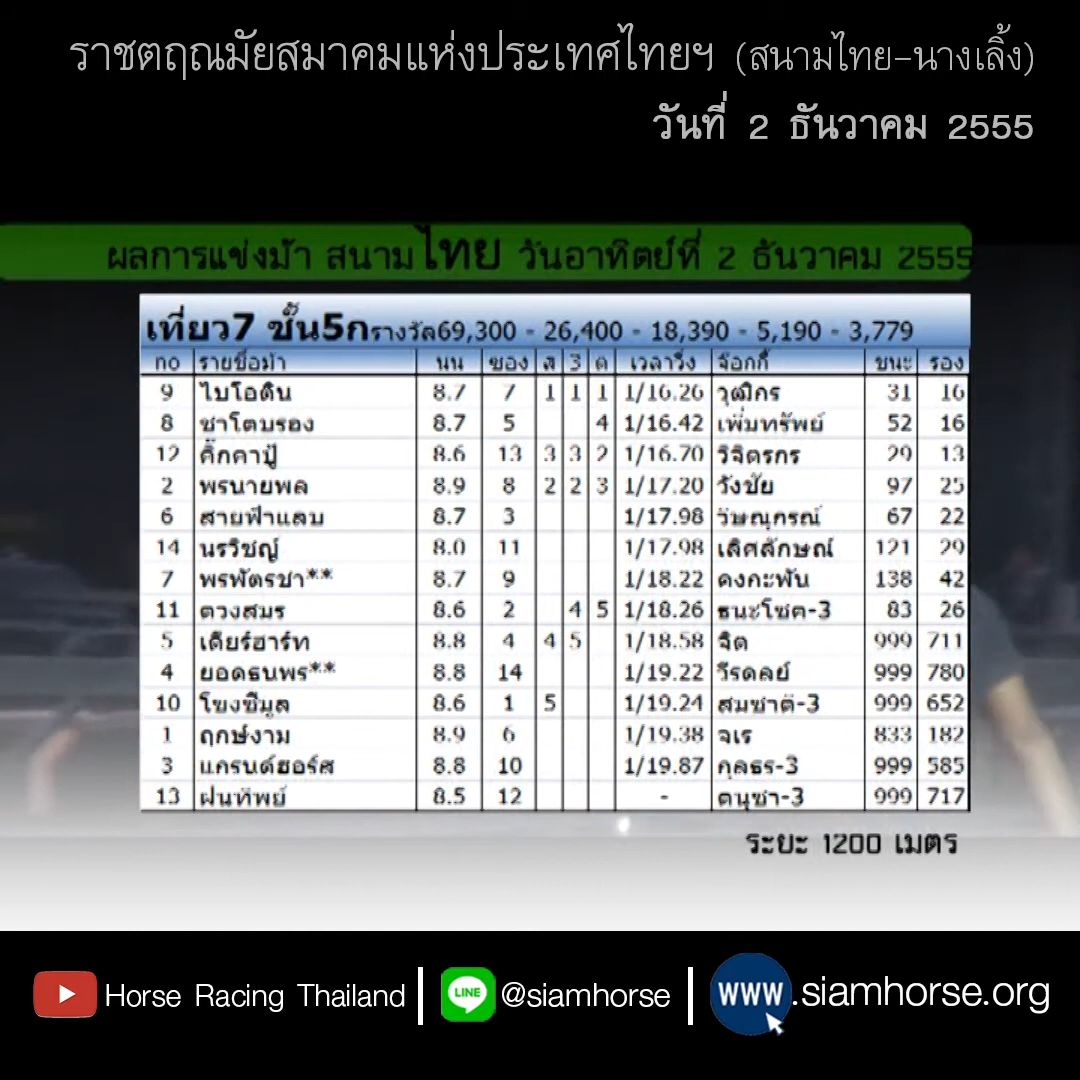 ราชตฤณมัยสมาคมแห่งประเทศไทยฯ (สนามไทย-นางเลิ้ง)
วันที่ 2 ธันวาคม 2555
ผลการแข่งม้า สนามไทย วันอาทิตย์ที่ 2 ธันวาคม 2555
เที่ยว7 ชั้น5ก รางวัล69,300 - 26,400 - 18,390 - 5,190 - 3,779
no รายชื่อม้า นน ซอง ส 3 ด เวลาวิ่ง จ๊อกกี้ ชนะ รอง
9 ไบโอดีน 8.7 7 1 1 1 1/16.26 วุฒิกร 31 16
8 ชาโตบรอง 8.7 5 4 1/16.42 เพิ่มทรัพย์ 52 16
12 คิ๊กคาปู้ 8.6 13 3 3 2 1/16.70 วิจิตรกร 29 13
2 พรนายพล 8.9 8 2 2 3 1/17.20 วังชัย 97 25
6 สายฟ้าแลบ 8.7 3 1/17.98 วิษณุกรณ์ 67 22
14 นรวิชญ์ 8.0 11 1/17.98 เลิศลักษณ์ 121 29
7 พรพัตรชา** 8.7 9 1/18.22 คงกะพัน 138 42
11 ดวงสมร 8.6 2 4 5 1/18.26 ธนะโชต-3 83 26
5 เดียร์ฮาร์ท 8.8 4 4 5 1/18.58 จิต 999 711
4 ยอดธนพร** 8.8 14 1/19.22 วีรดลย์ 999 780
10 โขงชีมูล 8.6 1 5 1/19.24 สมชาติ-3 999 652
1 ฤกษ์งาม 8.9 6 1/19.38 จเร 833 182
3 แกรนด์ฮอร์ส 8.8 10 1/19.87 กุลธร-3 999 585
13 ฝนทิพย์ 8.5 12 - ดนุชา-3 999 717
ระยะ 1200 เมตร
Horse Racing Thailand | LINE @siamhorse | www.siamhorse.org